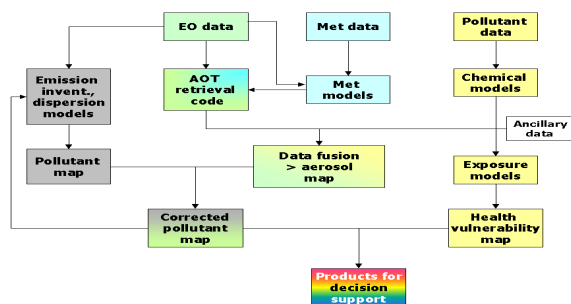 EO data
Met data
Pollutant data
Emission
invent.,
dispersion
models
AOT
retrieval
code
Met
models
Chemical
models
Ancillary
data
Pollutant
map
Data fusion
> aerosol
map
Exposure
models
Corrected
pollutant
map
Health
vulnerability
map
Products for
decision
support